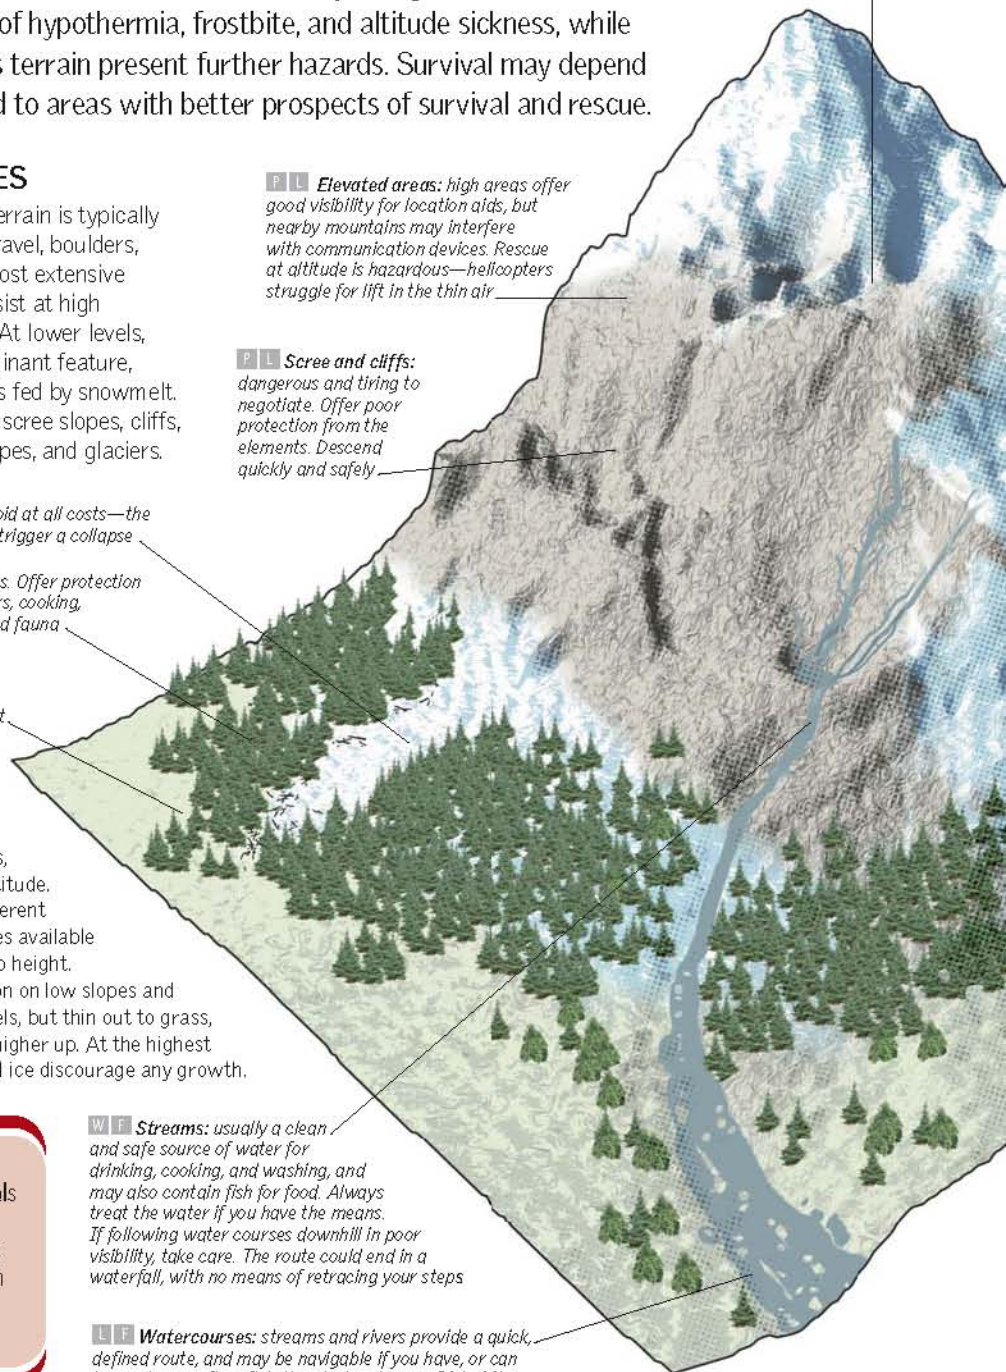 of hypothermia, frostbite, and altitude sickness, while
terrain present further hazards. Survival may depend
to areas with better prospects of survival and rescue.
ES
errain is typically
ravel, boulders,
ost extensive
sist at high
At lower levels,
inant feature,
s fed by snowmelt.
scree slopes, cliffs,
pes, and glaciers.
P L Elevated areas: high areas offer
good visibility for location aids, but
nearby mountains may interfere
with communication devices. Rescue
at altitude is hazardous—helicopters
struggle for lift in the thin air
P L Scree and cliffs:
dangerous and tiring to
negotiate. Offer poor
protection from the
elements. Descend
quickly and safely
oid at all costs—the
trigger a collapse
s. Offer protection
rs, cooking,
d fauna
t
s,
itude.
erent
es available
o height.
on on low slopes and
els, but thin out to grass,
higher up. At the highest
d ice discourage any growth.
els
W F Streams: usually a clean
and safe source of water for
drinking, cooking, and washing, and
may also contain fish for food. Always
treat the water if you have the means.
If following water courses downhill in poor
visibility, take care. The route could end in a
waterfall, with no means of retracing your steps
L F Watercourses: streams and rivers provide a quick,
defined route, and may be navigable if you have, or can